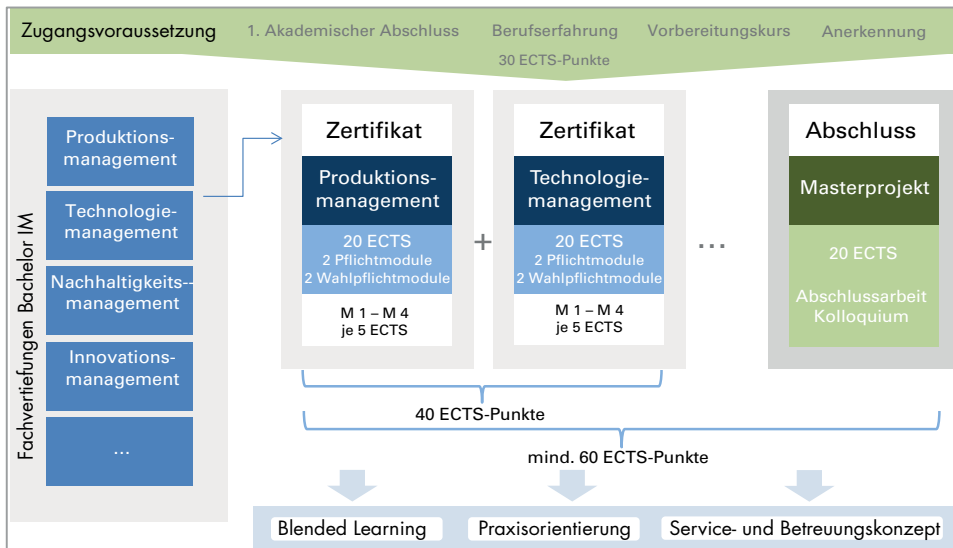 Zugangsvoraussetzung
1. Akademischer Abschluss
Berufserfahrung
Vorbereitungskurs
Anerkennung
30 ECTS-Punkte
Fachvertiefungen Bachelor IM
Produktions-
management
Technologie-
management
Nachhaltigkeits--
management
Innovations-
management
...
Zertifikat
Produktions-
management
20 ECTS
2 Pflichtmodule
2 Wahlpflichtmodule
M 1 – M 4
je 5 ECTS
+
Zertifikat
Technologie-
management
20 ECTS
2 Pflichtmodule
2 Wahlpflichtmodule
M 1 – M 4
je 5 ECTS
...
Abschluss
Masterprojekt
20 ECTS
Abschlussarbeit
Kolloquium
40 ECTS-Punkte
mind. 60 ECTS-Punkte
Blended Learning
Praxisorientierung
Service- und Betreuungskonzept